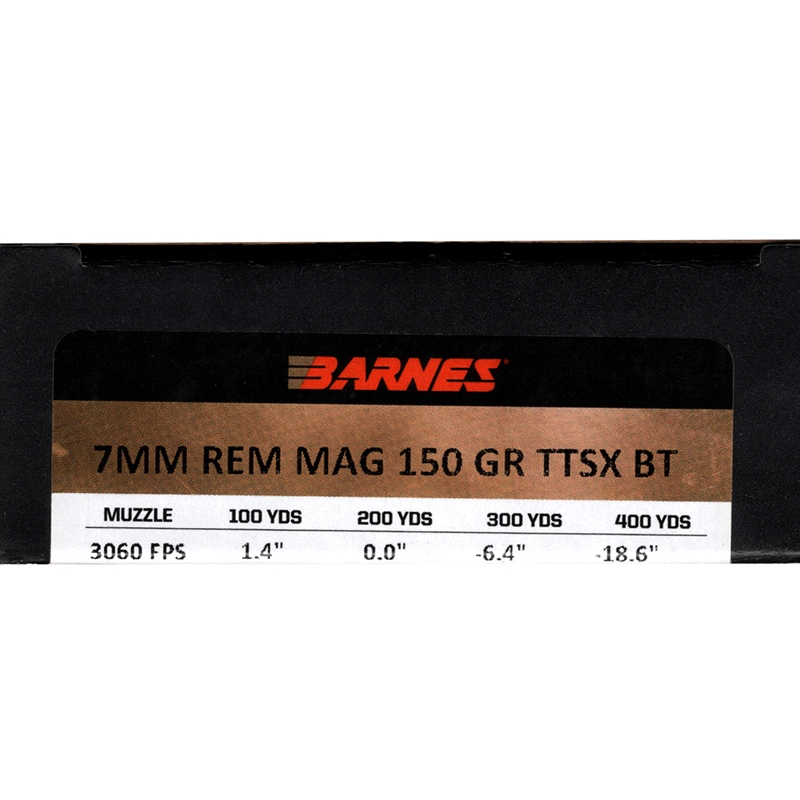 BARNES®
7MM REM MAG 150 GR TTSX BT
MUZZLE 100 YDS 200 YDS 300 YDS 400 YDS
3060 FPS 1.4" 0.0" -6.4" -18.6"